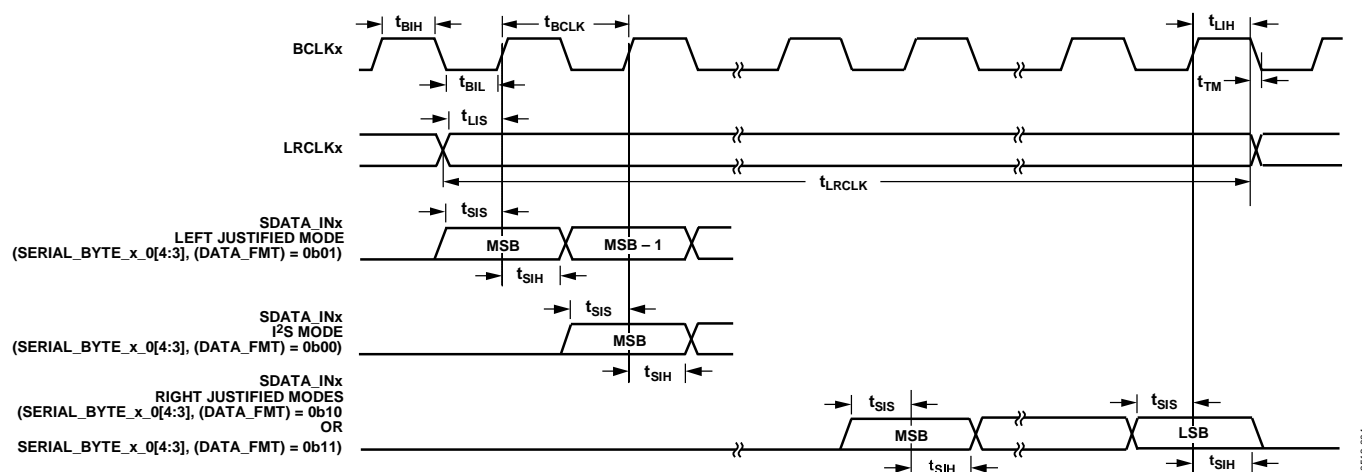 tBIH
tBCLK
tLIH
BCLKx
tBIL
tTM
tLIS
LRCLKx
tLRCLK
SDATA_INx
LEFT JUSTIFIED MODE
(SERIAL_BYTE_x_0[4:3], (DATA_FMT) = 0b01)
tSIS
MSB
MSB – 1
tSIH
SDATA_INx
I2S MODE
(SERIAL_BYTE_x_0[4:3], (DATA_FMT) = 0b00)
tSIS
MSB
tSIH
SDATA_INx
RIGHT JUSTIFIED MODES
(SERIAL_BYTE_x_0[4:3], (DATA_FMT) = 0b10
OR
SERIAL_BYTE_x_0[4:3], (DATA_FMT) = 0b11)
tSIS
tSIS
MSB
LSB
tSIH
tSIH